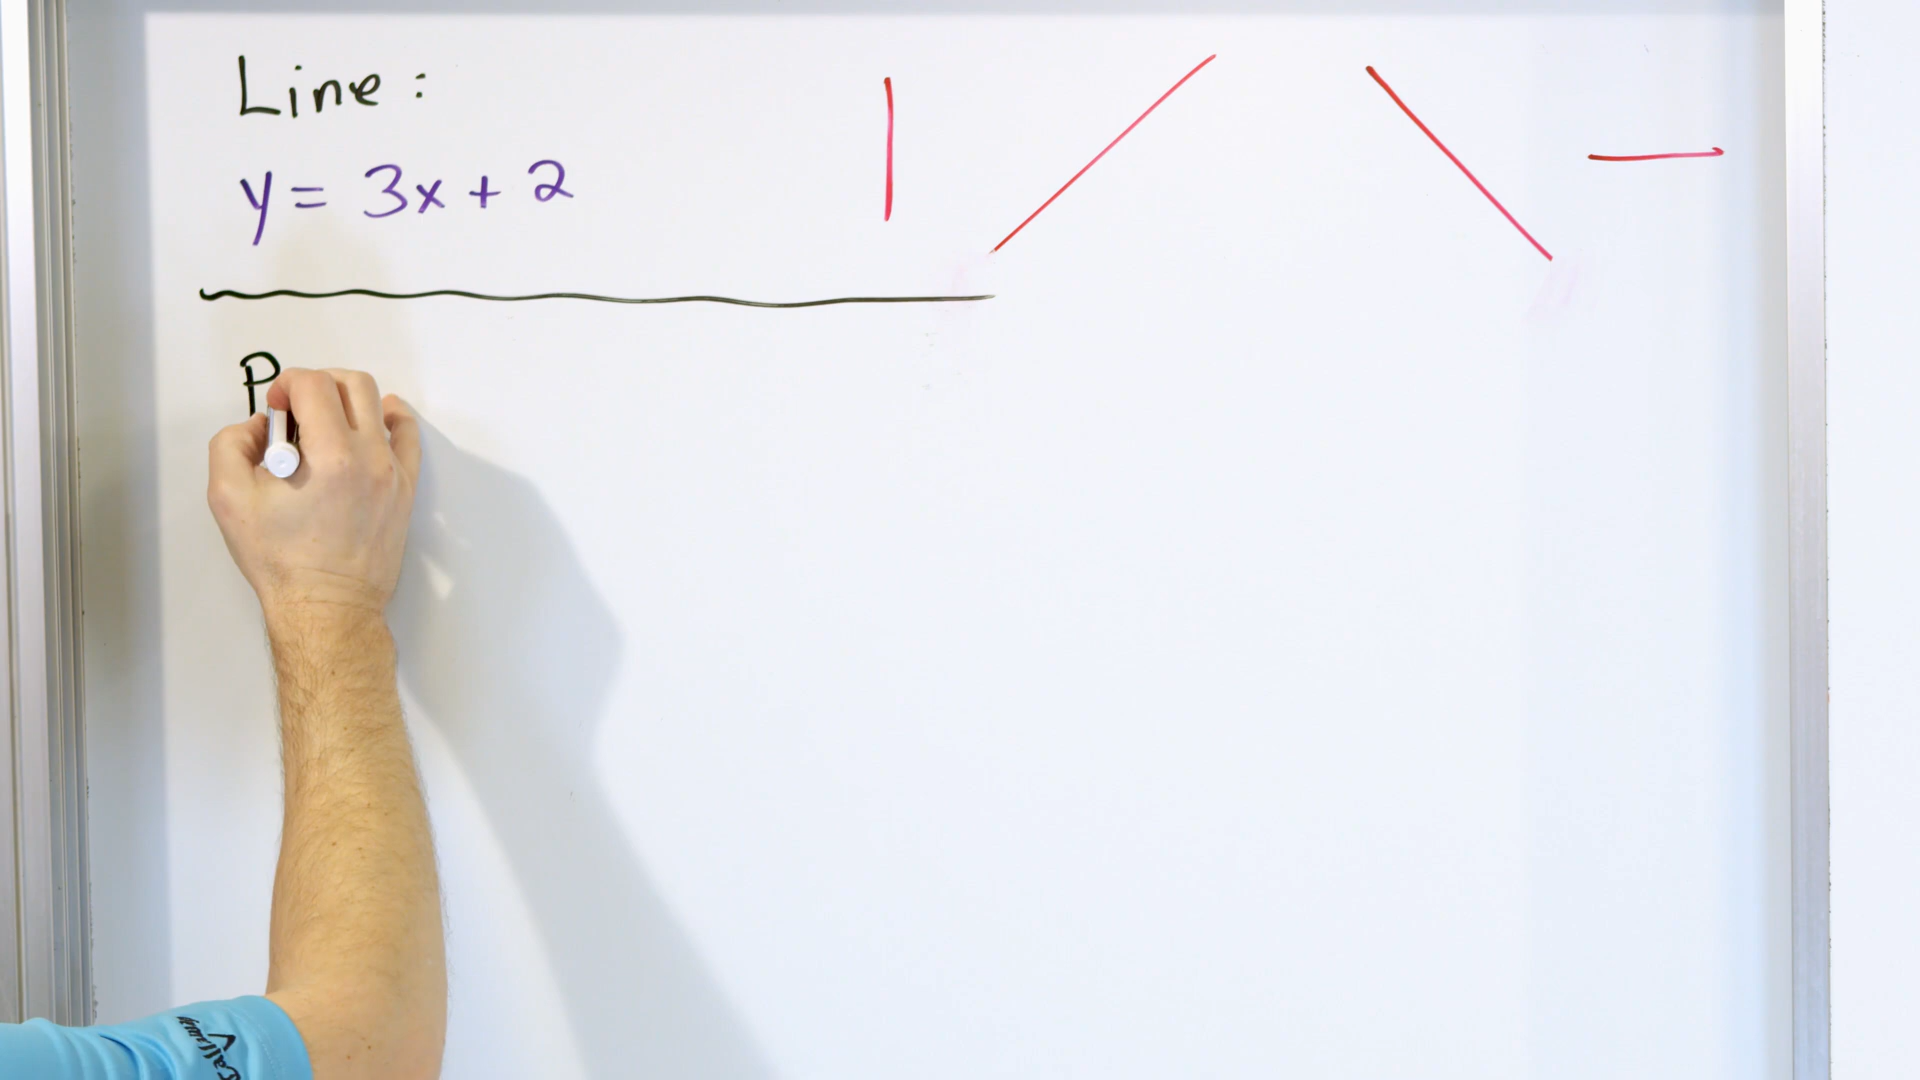 Line :
y = 3x + 2
P